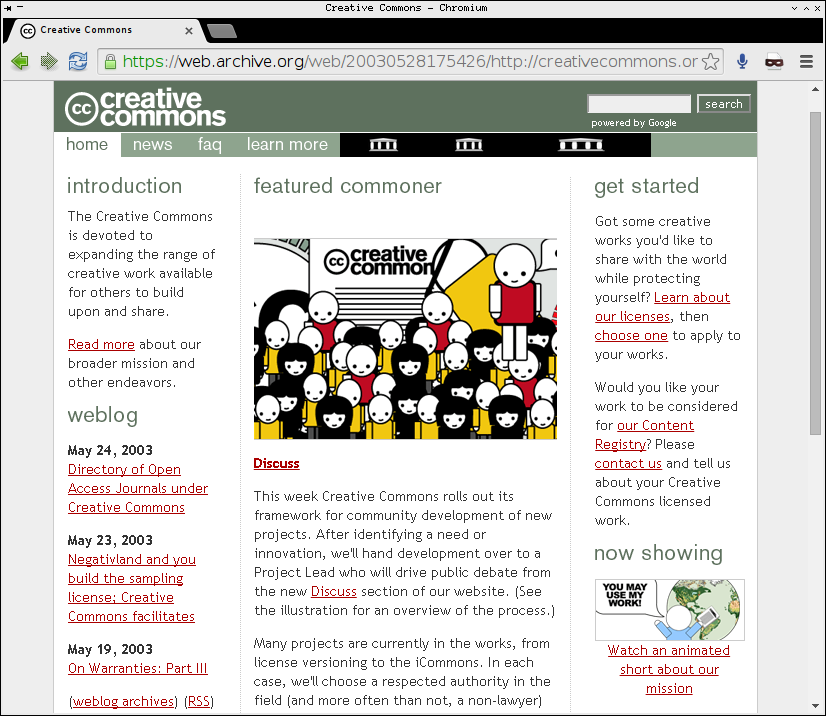 Creative Commons - Chromium
Creative Commons
https://web.archive.org/web/20030528175426/http://creativecommons.or
cc creative
commons
search
powered by Google
home news faq learn more
introduction
The Creative Commons
is devoted to
expanding the range of
creative work available
for others to build
upon and share.
Read more about our
broader mission and
other endeavors.
weblog
May 24, 2003
Directory of Open
Access Journals under
Creative Commons
May 23, 2003
Negativland and you
build the sampling
license; Creative
Commons facilitates
May 19, 2003
On Warranties: Part III
(weblog archives) (RSS)
featured commoner
cc creative
common
Discuss
This week Creative Commons rolls out its
framework for community development of new
projects. After identifying a need or
innovation, we'll hand development over to a
Project Lead who will drive public debate from
the new Discuss section of our website. (See
the illustration for an overview of the process.)
Many projects are currently in the works, from
license versioning to the iCommons. In each
case, we'll choose a respected authority in the
field (and more often than not, a non-lawyer)
get started
Got some creative
works you'd like to
share with the world
while protecting
yourself? Learn about
our licenses, then
choose one to apply to
your works.
Would you like your
work to be considered
for our Content
Registry? Please
contact us and tell us
about your Creative
Commons licensed
work.
now showing
YOU MAY
USE MY
WORK!
Watch an animated
short about our
mission